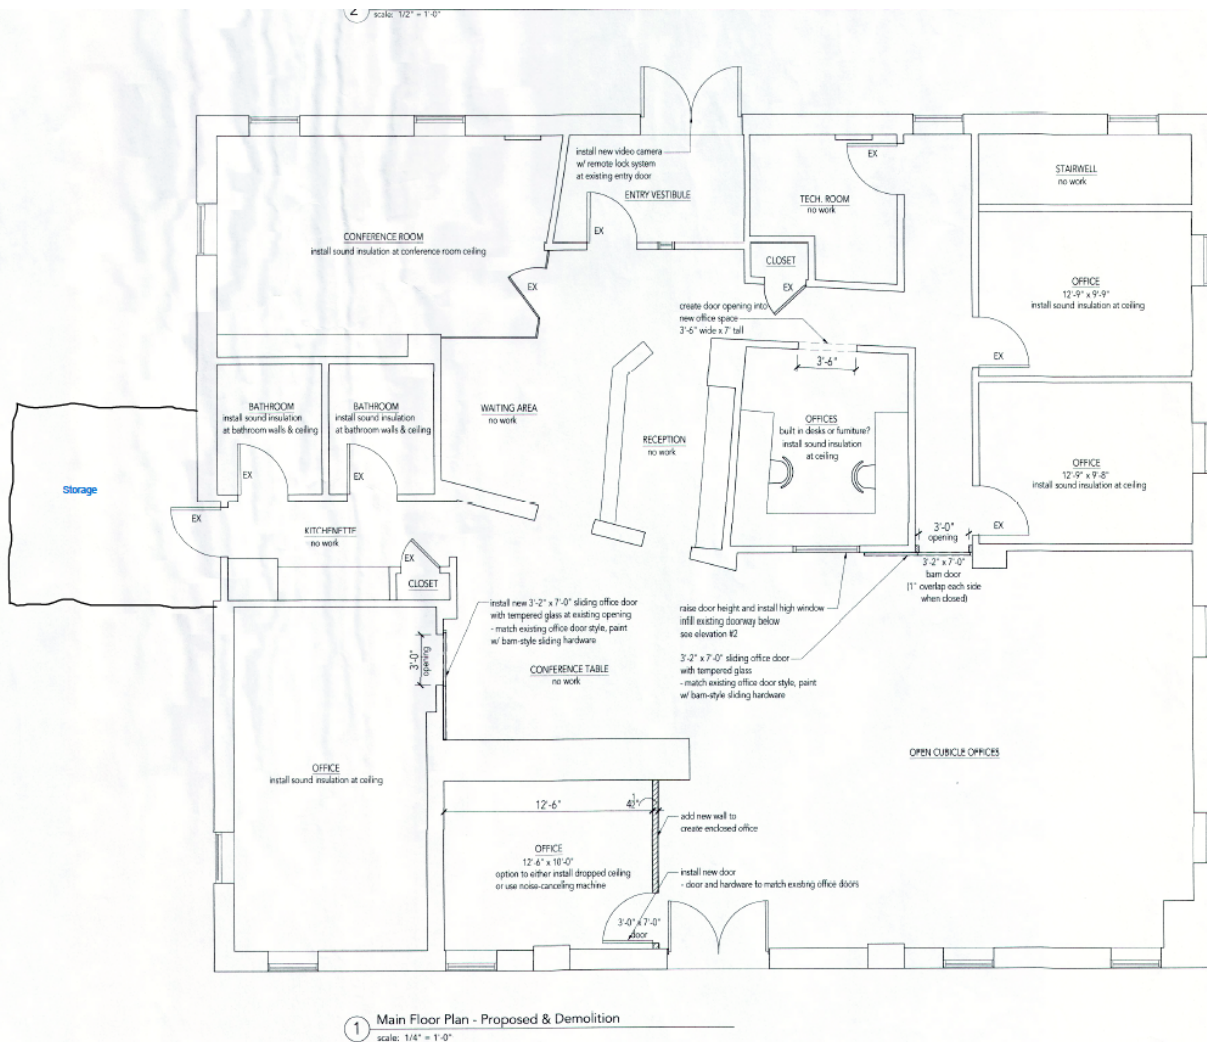 2
scale: 1/2" = 1'-0"
install new video camera
w/ remote lock system
at existing entry door
ENTRY VESTIBULE
EX
EX
TECH. ROOM
no work
STAIRWELL
no work
CONFERENCE ROOM
install sound insulation at conference room ceiling
EX
CLOSET
EX
OFFICE
12'-9" x 9'-9"
install sound insulation at ceiling
EX
create door opening into
new office space
3'-6" wide x 7' tall
3'-6"
BATHROOM
install sound insulation
at bathroom walls & ceiling
EX
BATHROOM
install sound insulation
at bathroom walls & ceiling
EX
WAITING AREA
no work
RECEPTION
no work
OFFICES
built in desks or furniture?
install sound insulation
at ceiling
OFFICE
12'-9" x 9'-8"
install sound insulation at ceiling
EX
Storage
EX
KITCHENETTE
no work
EX
CLOSET
3'-0"
opening
3'-2" x 7'-0"
barn door
(1" overlap each side
when closed)
install new 3'-2" x 7'-0" sliding office door
with tempered glass at existing opening
- match existing office door style, paint
w/ barn-style sliding hardware
3'-0"
opening
raise door height and install high window
infill existing doorway below
see elevation #2
3'-2" x 7'-0" sliding office door
with tempered glass
- match existing office door style, paint
w/ barn-style sliding hardware
CONFERENCE TABLE
no work
OPEN CUBICLE OFFICES
OFFICE
install sound insulation at ceiling
12'-6"
add new wall to
create enclosed office
OFFICE
12'-6" x 10'-0"
option to either install dropped ceiling
or use noise-canceling machine
install new door
- door and hardware to match existing office doors
3'-0" x 7'-0"
door
1
Main Floor Plan - Proposed & Demolition
scale: 1/4" = 1'-0"